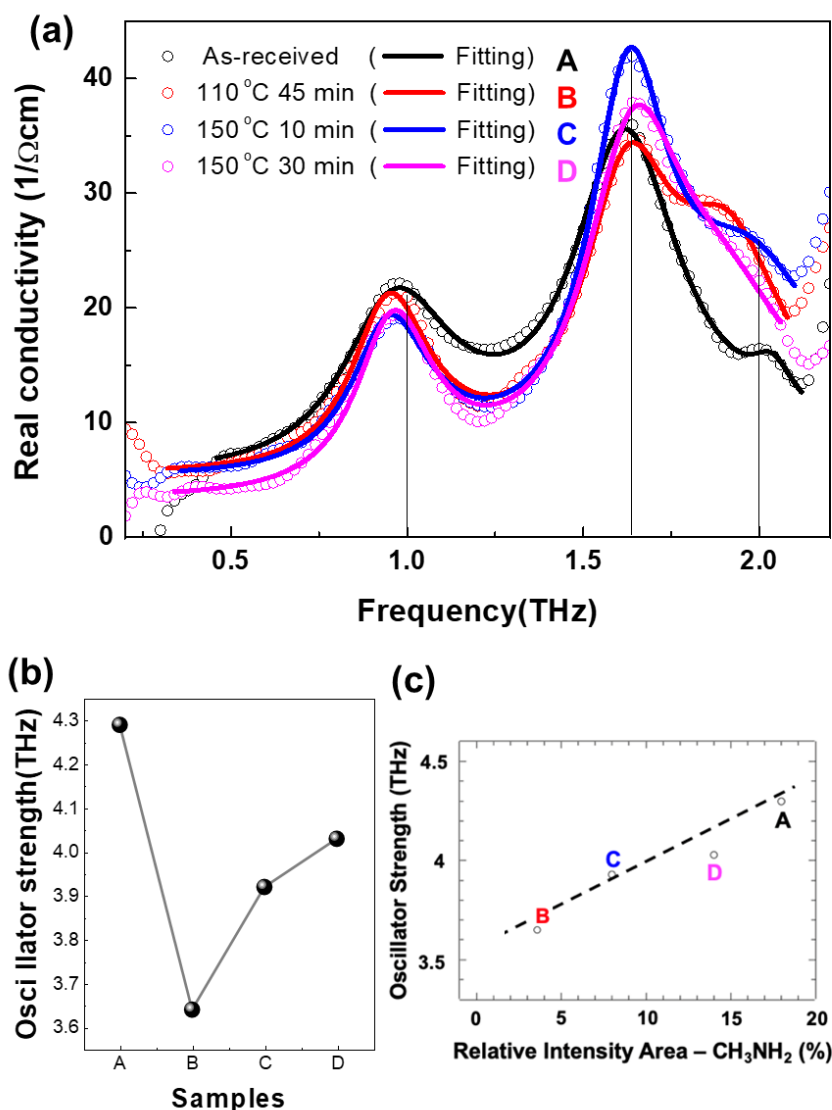 (a)
As-received ( Fitting) A
110 °C 45 min ( Fitting) B
150 °C 10 min ( Fitting) C
150 °C 30 min ( Fitting) D
40
30
20
10
0
Real conductivity (1/Ωcm)
0.5 1.0 1.5 2.0
Frequency(THz)
(b)
4.3
4.2
4.1
4.0
3.9
3.8
3.7
3.6
Osci llator strength(THz)
A B C D
Samples
(c)
4.5
4
3.5
Oscillator Strength (THz)
A
B
C
D
0 5 10 15 20
Relative Intensity Area – CH₃NH₂ (%)